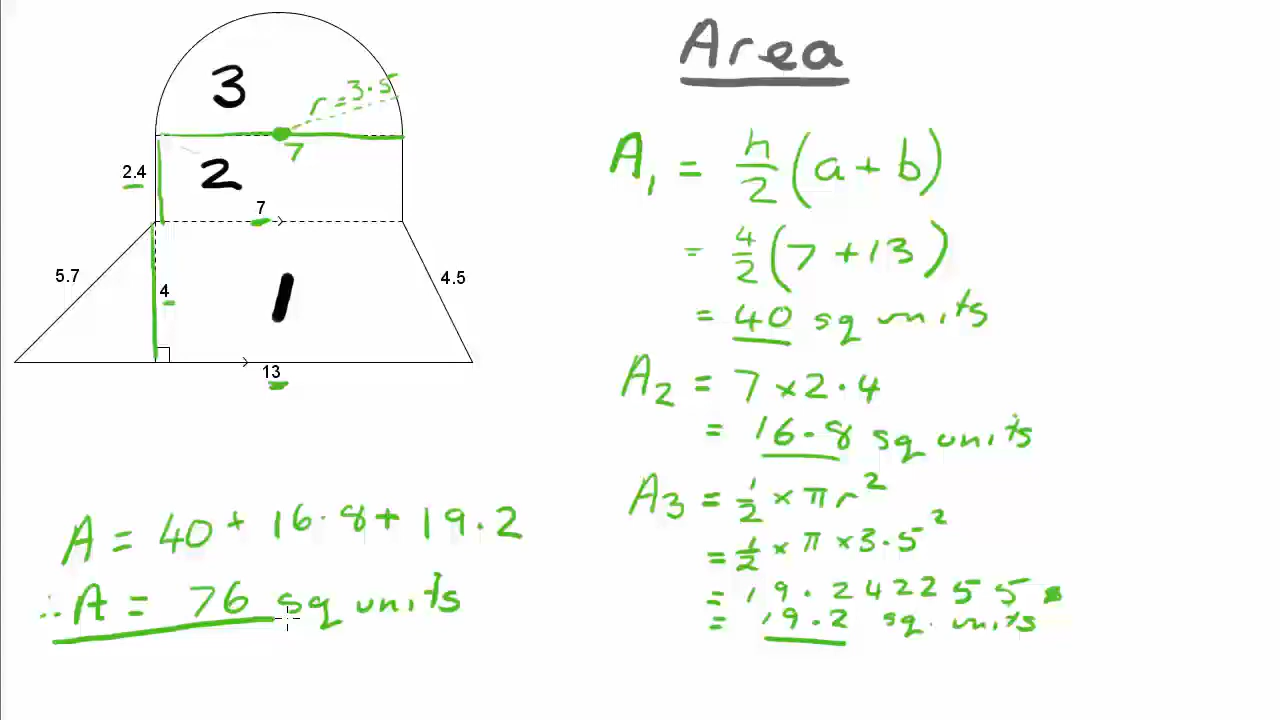 Area
3
r = 3.5
7
2.4
2
7
5.7
4
1
4.5
13
A₁ = h/2 (a + b)
= 4/2 (7 + 13)
= 40 sq units
A₂ = 7 × 2.4
= 16.8 sq units
A₃ = 1/2 × πr²
= 1/2 × π × 3.5²
= 19.242255
= 19.2 sq. units
A = 40 + 16.8 + 19.2
∴ A = 76 sq units